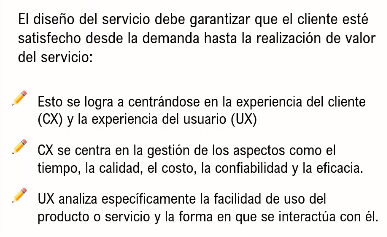 El diseño del servicio debe garantizar que el cliente esté
satisfecho desde la demanda hasta la realización de valor
del servicio:
Esto se logra a centrándose en la experiencia del cliente
(CX) y la experiencia del usuario (UX)
CX se centra en la gestión de los aspectos como el
tiempo, la calidad, el costo, la confiabilidad y la eficacia.
UX analiza específicamente la facilidad de uso del
producto o servicio y la forma en que se interactúa con él.